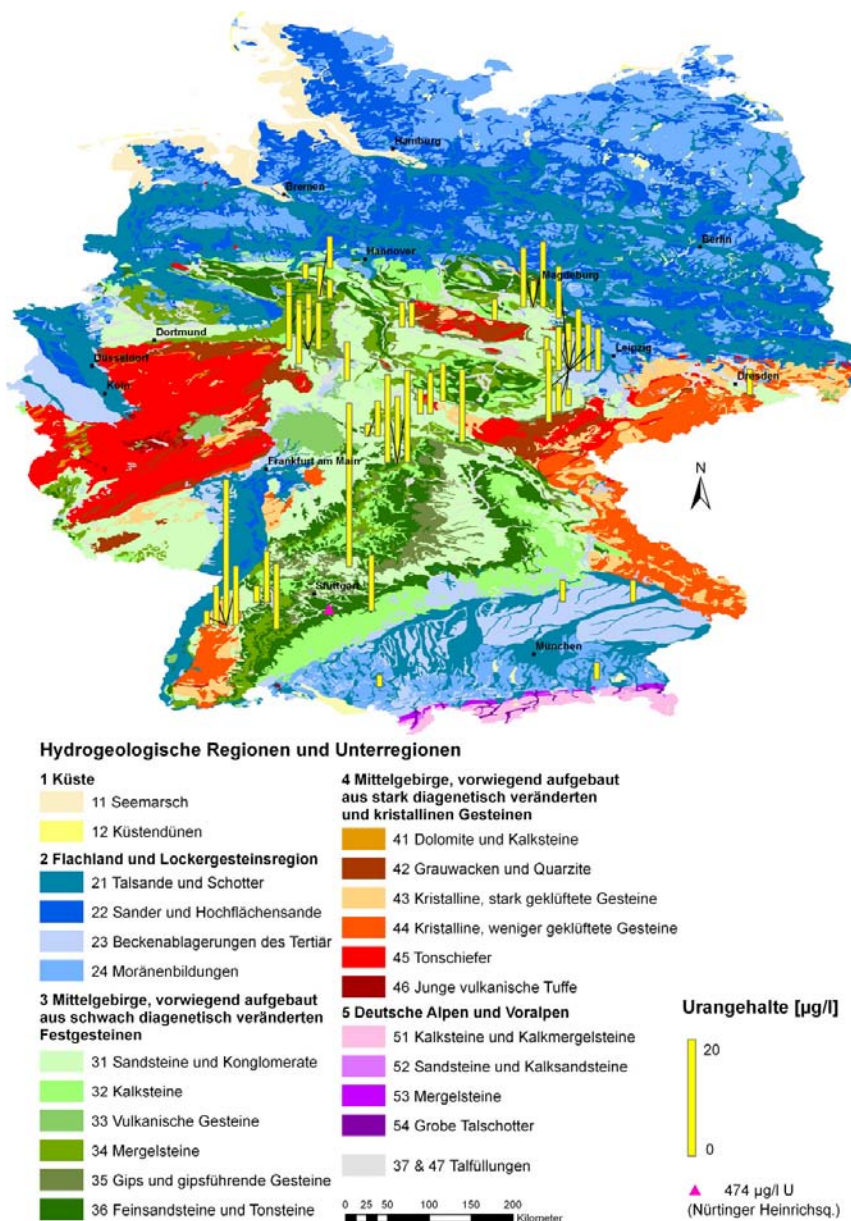 Hamburg
Bremen
Hannover
Berlin
Magdeburg
Dortmund
Düsseldorf
Köln
Leipzig
Dresden
Frankfurt am Main
N
Stuttgart
München
Hydrogeologische Regionen und Unterregionen
1 Küste
11 Seemarsch
12 Küstendünen
2 Flachland und Lockergesteinsregion
21 Talsande und Schotter
22 Sander und Hochflächensande
23 Beckenablagerungen des Tertiär
24 Moränenbildungen
3 Mittelgebirge, vorwiegend aufgebaut
aus schwach diagenetisch veränderten
Festgesteinen
31 Sandsteine und Konglomerate
32 Kalksteine
33 Vulkanische Gesteine
34 Mergelsteine
35 Gips und gipsführende Gesteine
36 Feinsandsteine und Tonsteine
4 Mittelgebirge, vorwiegend aufgebaut
aus stark diagenetisch veränderten
und kristallinen Gesteinen
41 Dolomite und Kalksteine
42 Grauwacken und Quarzite
43 Kristalline, stark geklüftete Gesteine
44 Kristalline, weniger geklüftete Gesteine
45 Tonschiefer
46 Junge vulkanische Tuffe
5 Deutsche Alpen und Voralpen
51 Kalksteine und Kalkmergelsteine
52 Sandsteine und Kalksandsteine
53 Mergelsteine
54 Grobe Talschotter
37 & 47 Talfüllungen
0 25 50 100 150 200
Kilometer
Urangehalte [µg/l]
20
0
474 µg/l U
(Nürtinger Heinrichsq.)